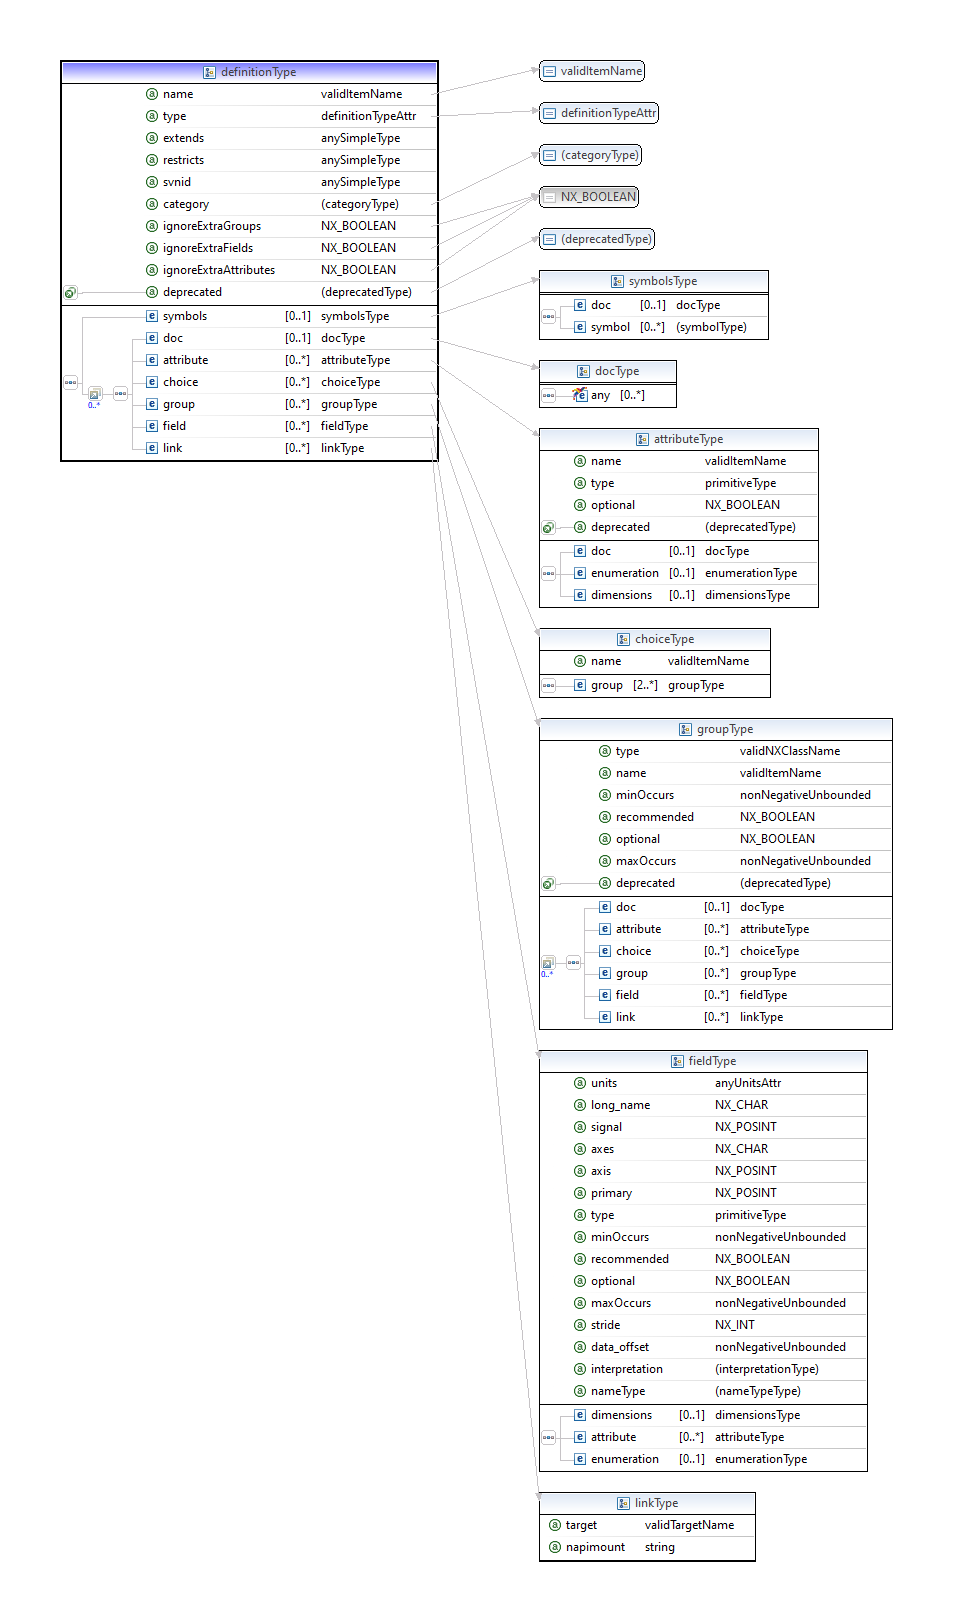 definitionType
name validItemName
type definitionTypeAttr
extends anySimpleType
restricts anySimpleType
svnid anySimpleType
category (categoryType)
ignoreExtraGroups NX_BOOLEAN
ignoreExtraFields NX_BOOLEAN
ignoreExtraAttributes NX_BOOLEAN
deprecated (deprecatedType)
symbols [0..1] symbolsType
doc [0..1] docType
attribute [0..*] attributeType
choice [0..*] choiceType
group [0..*] groupType
field [0..*] fieldType
link [0..*] linkType
0..*
validItemName
definitionTypeAttr
(categoryType)
NX_BOOLEAN
(deprecatedType)
symbolsType
doc [0..1] docType
symbol [0..*] (symbolType)
docType
any [0..*]
attributeType
name validItemName
type primitiveType
optional NX_BOOLEAN
deprecated (deprecatedType)
doc [0..1] docType
enumeration [0..1] enumerationType
dimensions [0..1] dimensionsType
choiceType
name validItemName
group [2..*] groupType
groupType
type validNXClassName
name validItemName
minOccurs nonNegativeUnbounded
recommended NX_BOOLEAN
optional NX_BOOLEAN
maxOccurs nonNegativeUnbounded
deprecated (deprecatedType)
doc [0..1] docType
attribute [0..*] attributeType
choice [0..*] choiceType
group [0..*] groupType
field [0..*] fieldType
link [0..*] linkType
0..*
fieldType
units anyUnitsAttr
long_name NX_CHAR
signal NX_POSINT
axes NX_CHAR
axis NX_POSINT
primary NX_POSINT
type primitiveType
minOccurs nonNegativeUnbounded
recommended NX_BOOLEAN
optional NX_BOOLEAN
maxOccurs nonNegativeUnbounded
stride NX_INT
data_offset nonNegativeUnbounded
interpretation (interpretationType)
nameType (nameTypeType)
dimensions [0..1] dimensionsType
attribute [0..*] attributeType
enumeration [0..1] enumerationType
linkType
target validTargetName
napimount string